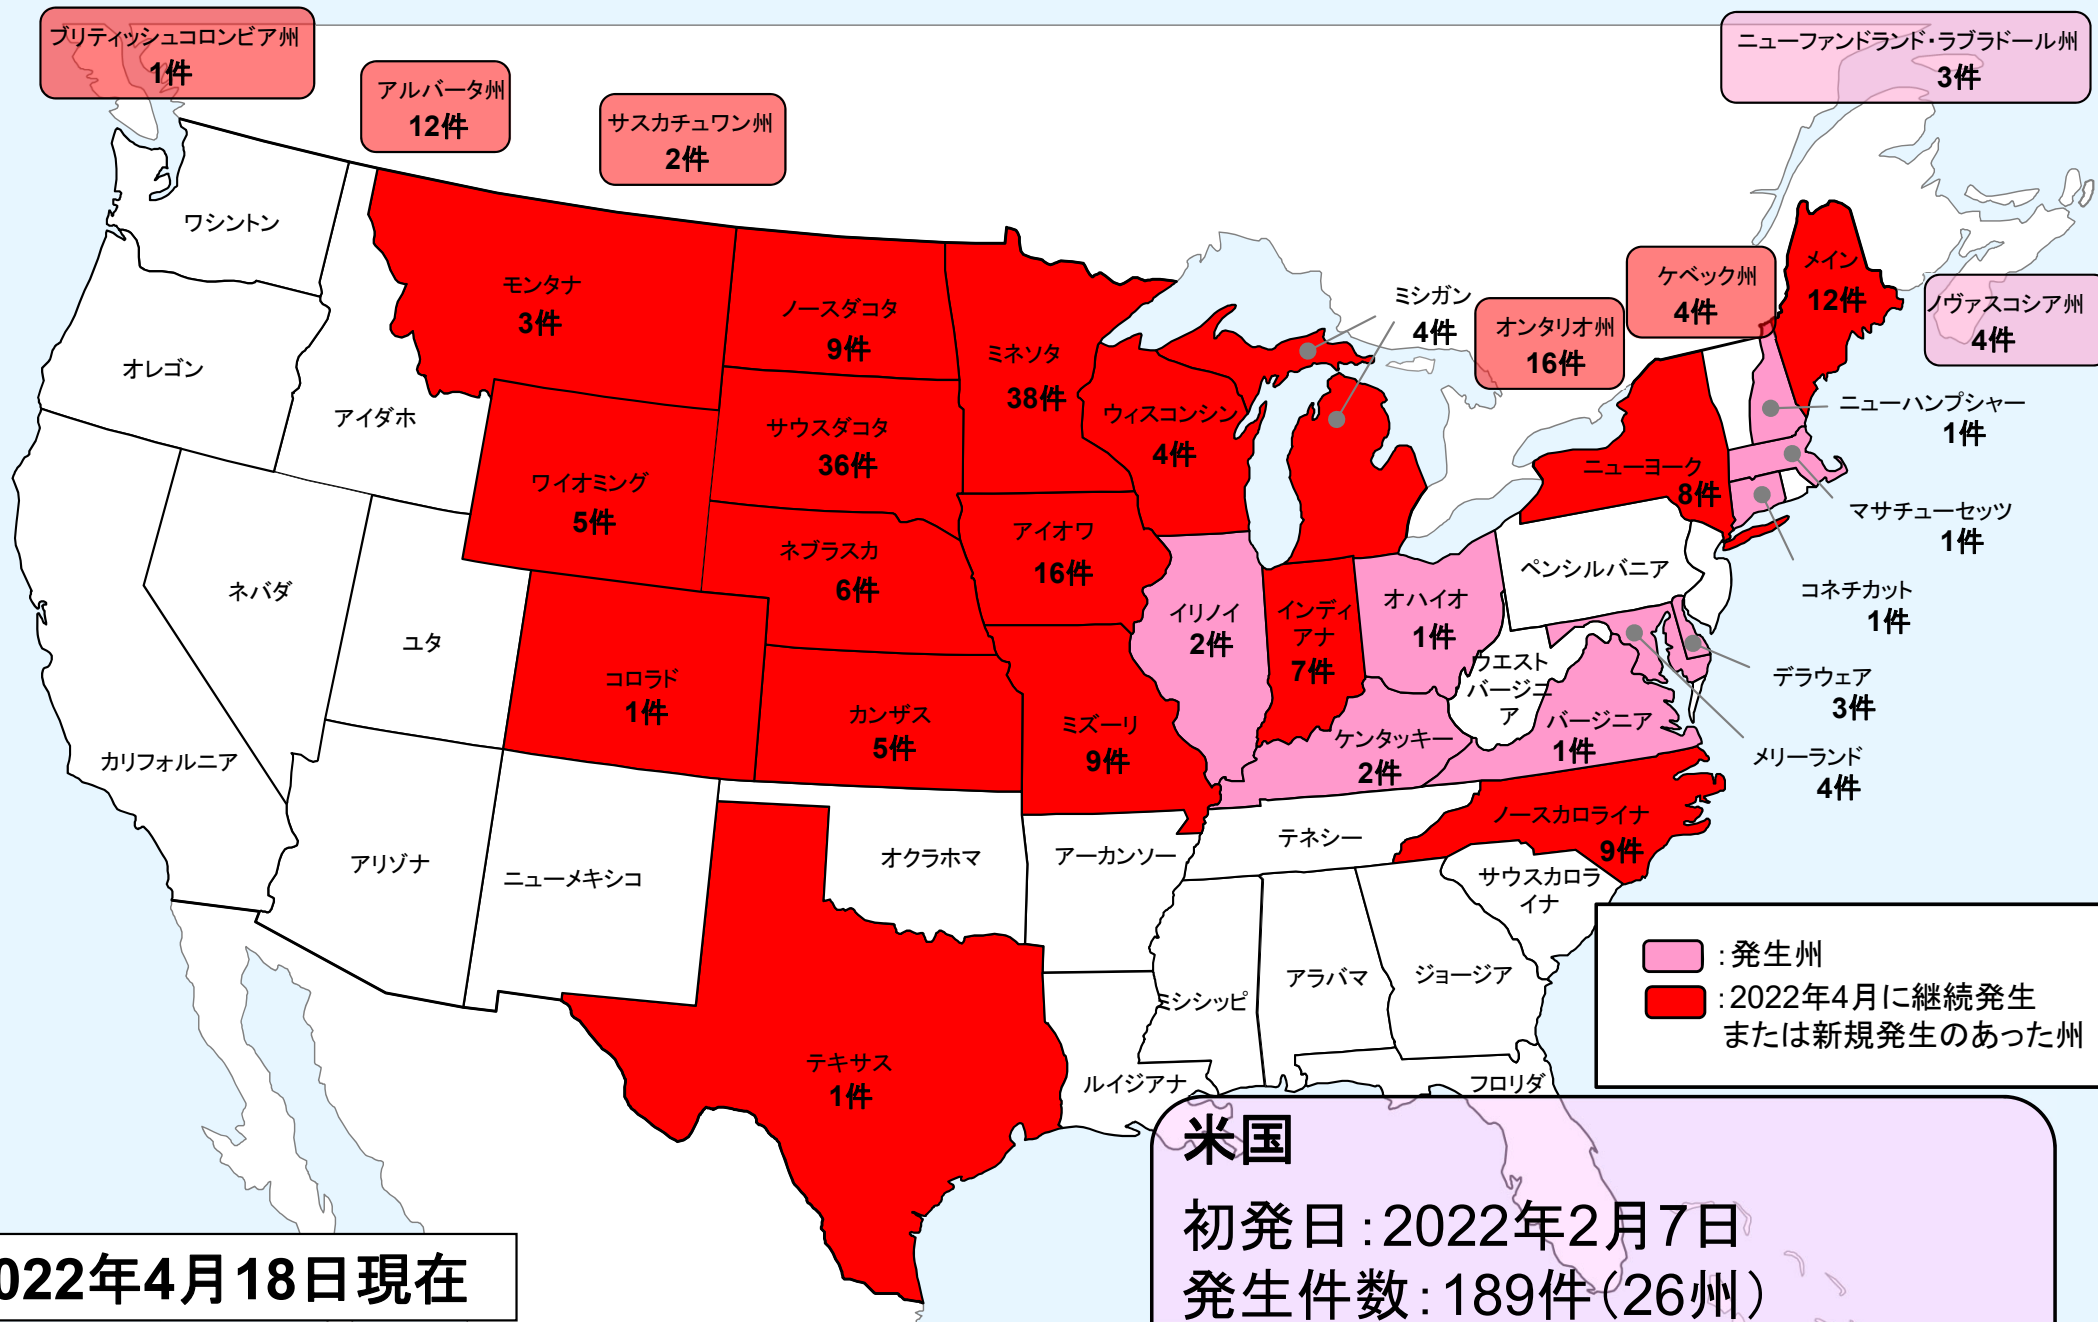 ブリティッシュコロンビア州
1件
アルバータ州
12件
サスカチュワン州
2件
ニューファンドランド・ラブラドール州
3件
ケベック州
4件
ノヴァスコシア州
4件
オンタリオ州
16件
ワシントン
モンタナ
3件
ノースダコタ
9件
ミネソタ
38件
ミシガン
4件
メイン
12件
オレゴン
アイダホ
サウスダコタ
36件
ウィスコンシン
4件
ニューハンプシャー
1件
ワイオミング
5件
ニューヨーク
8件
マサチューセッツ
1件
アイオワ
16件
ネブラスカ
6件
ペンシルバニア
コネチカット
1件
ネバダ
ユタ
イリノイ
2件
インディ
アナ
7件
オハイオ
1件
ウエスト
バージニ
ア
デラウェア
3件
コロラド
1件
カンザス
5件
ミズーリ
9件
ケンタッキー
2件
バージニア
1件
メリーランド
4件
カリフォルニア
アリゾナ
ニューメキシコ
オクラホマ
アーカンソー
テネシー
ノースカロライナ
9件
サウスカロラ
イナ
ミシシッピ
アラバマ
ジョージア
テキサス
1件
ルイジアナ
フロリダ
：発生州
：2022年4月に継続発生
または新規発生のあった州
米国
初発日：2022年2月7日
発生件数：189件（26州）
022年4月18日現在